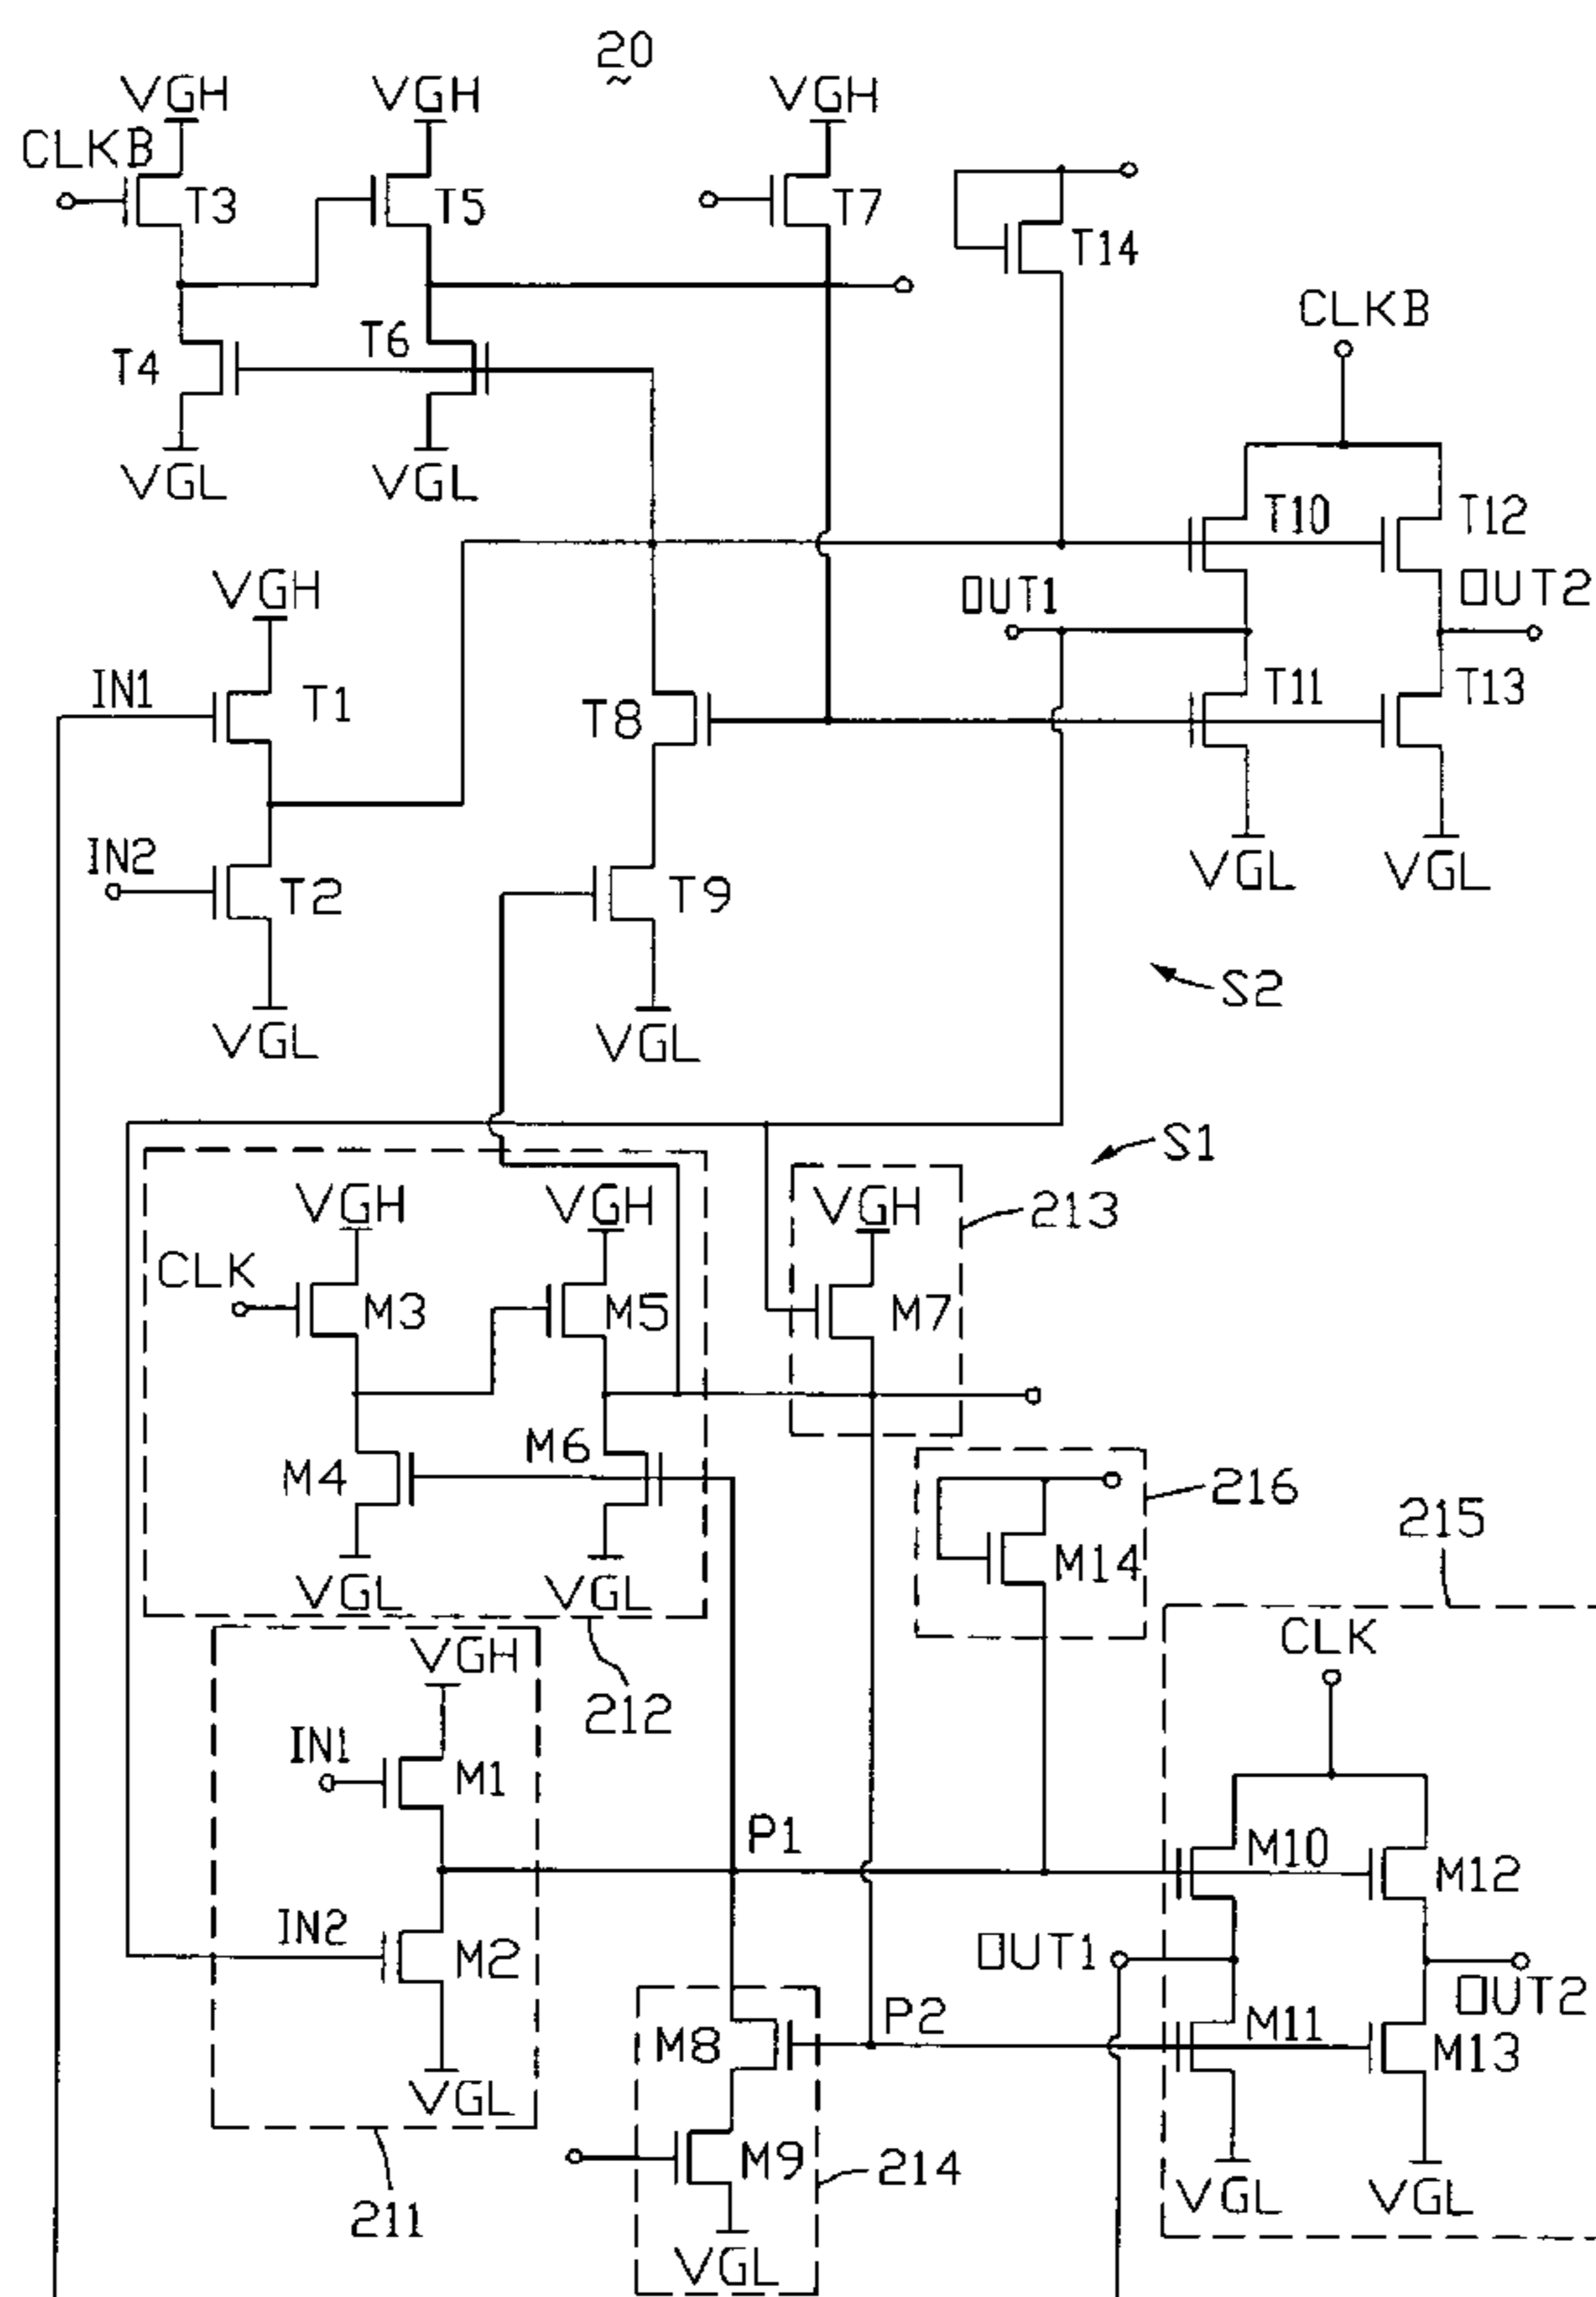 20
VGH VGH VGH
CLKB
T3 T5 T7
T14
CLKB
T4 T6
VGL VGL
T10 T12
VGH
OUT1 OUT2
IN1 T1
T8
T11 T13
IN2 T2
T9
VGL VGL
S2
VGL VGL
S1
VGH VGH VGH
213
CLK M3 M5 M7
M4 M6
216
M14
215
VGL VGL
CLK
VGH
212
IN1 M1
P1
M10 M12
IN2 M2
OUT1 OUT2
M8 P2 M11 M13
VGL
M9 214
211
VGL VGL
VGL